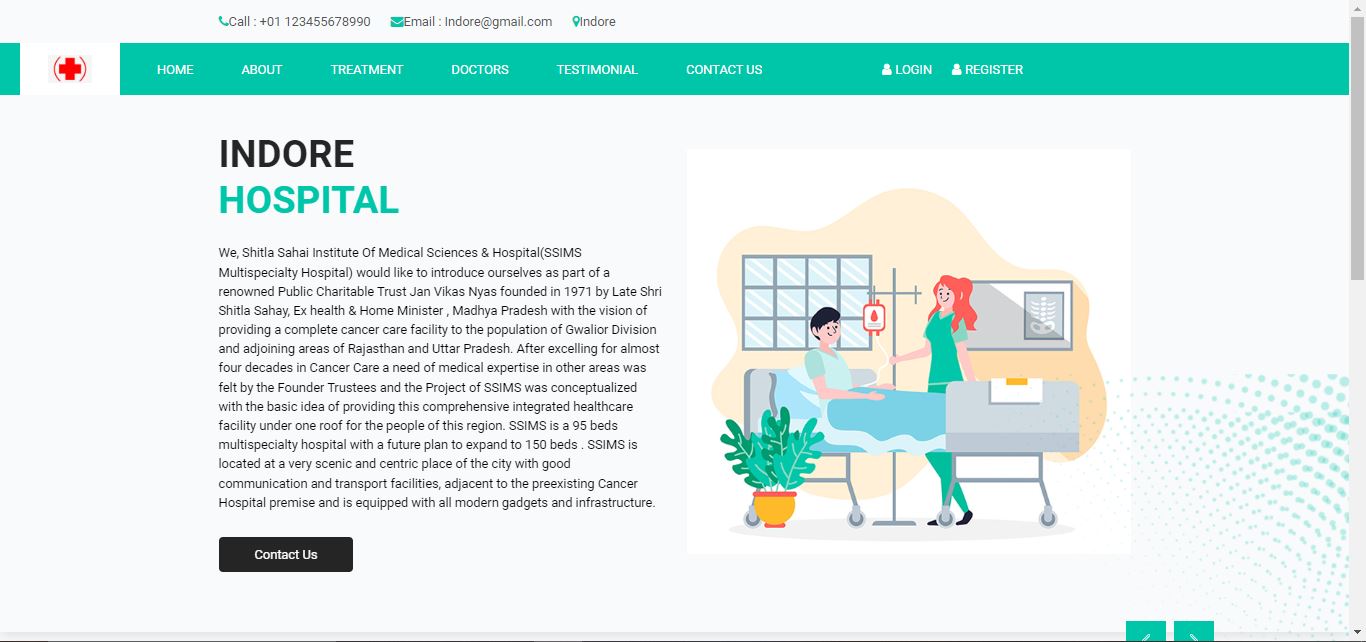 Call : +01 123455678990 Email : Indore@gmail.com Indore
HOME ABOUT TREATMENT DOCTORS TESTIMONIAL CONTACT US LOGIN REGISTER
INDORE
HOSPITAL
We, Shitla Sahai Institute Of Medical Sciences & Hospital(SSIMS
Multispecialty Hospital) would like to introduce ourselves as part of a
renowned Public Charitable Trust Jan Vikas Nyas founded in 1971 by Late Shri
Shitla Sahay, Ex health & Home Minister , Madhya Pradesh with the vision of
providing a complete cancer care facility to the population of Gwalior Division
and adjoining areas of Rajasthan and Uttar Pradesh. After excelling for almost
four decades in Cancer Care a need of medical expertise in other areas was
felt by the Founder Trustees and the Project of SSIMS was conceptualized
with the basic idea of providing this comprehensive integrated healthcare
facility under one roof for the people of this region. SSIMS is a 95 beds
multispecialty hospital with a future plan to expand to 150 beds . SSIMS is
located at a very scenic and centric place of the city with good
communication and transport facilities, adjacent to the preexisting Cancer
Hospital premise and is equipped with all modern gadgets and infrastructure.
Contact Us